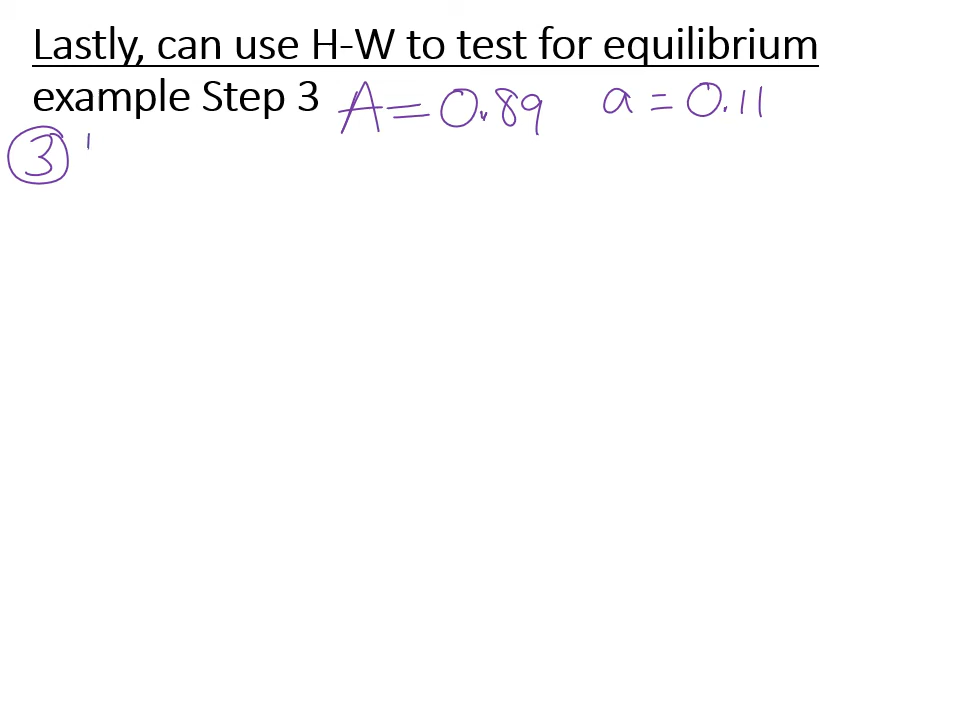 Lastly, can use H-W to test for equilibrium
example Step 3 A = 0.89 a = 0.11
3